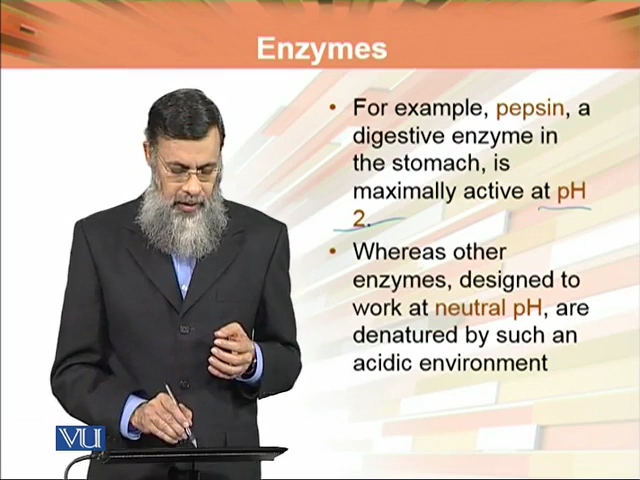 Enzymes
• For example, pepsin, a
digestive enzyme in
the stomach, is
maximally active at pH
2.
• Whereas other
enzymes, designed to
work at neutral pH, are
denatured by such an
acidic environment
VU